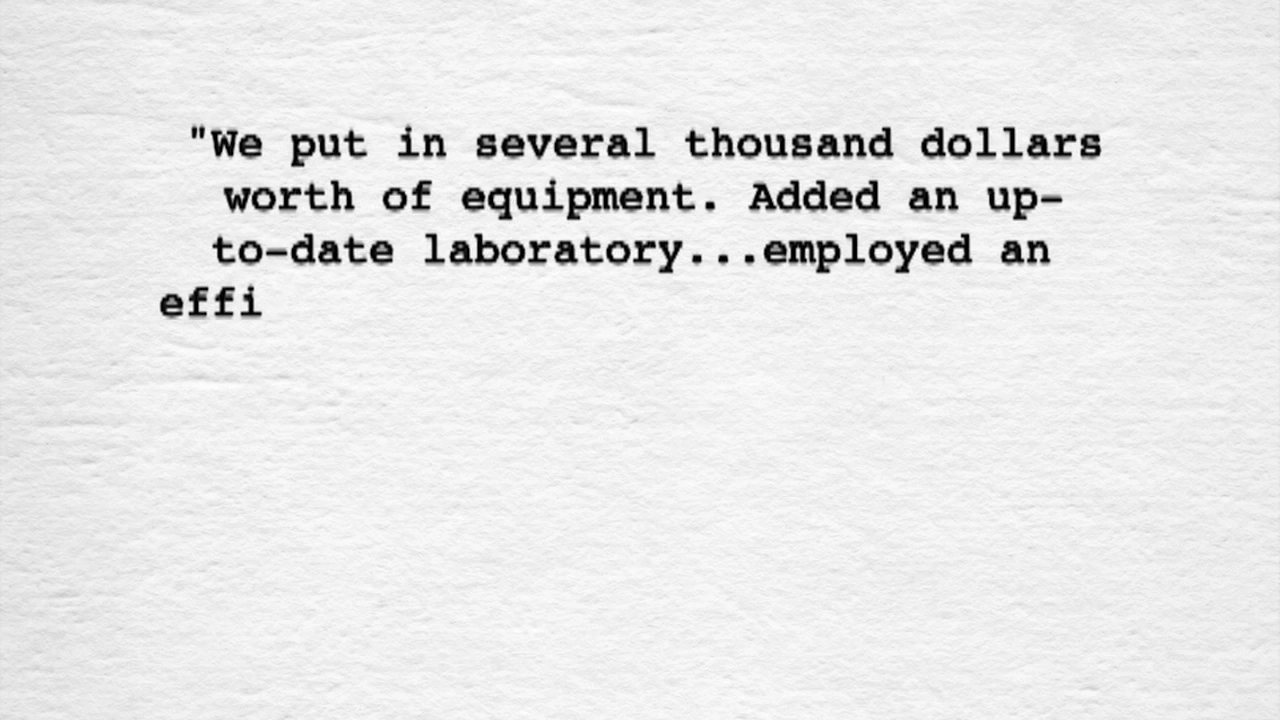 "We put in several thousand dollars
worth of equipment. Added an up-
to-date laboratory...employed an
effi